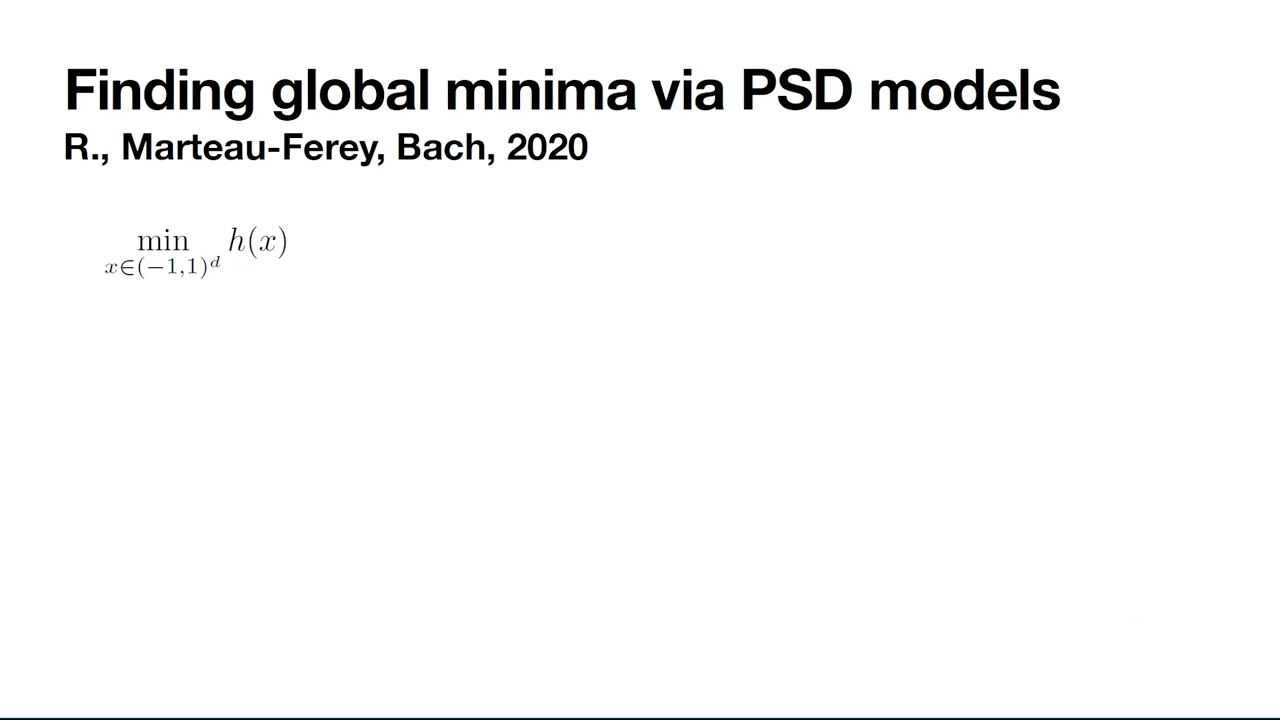 Finding global minima via PSD models
R., Marteau-Ferey, Bach, 2020
min h(x)
x∈(−1,1)^d